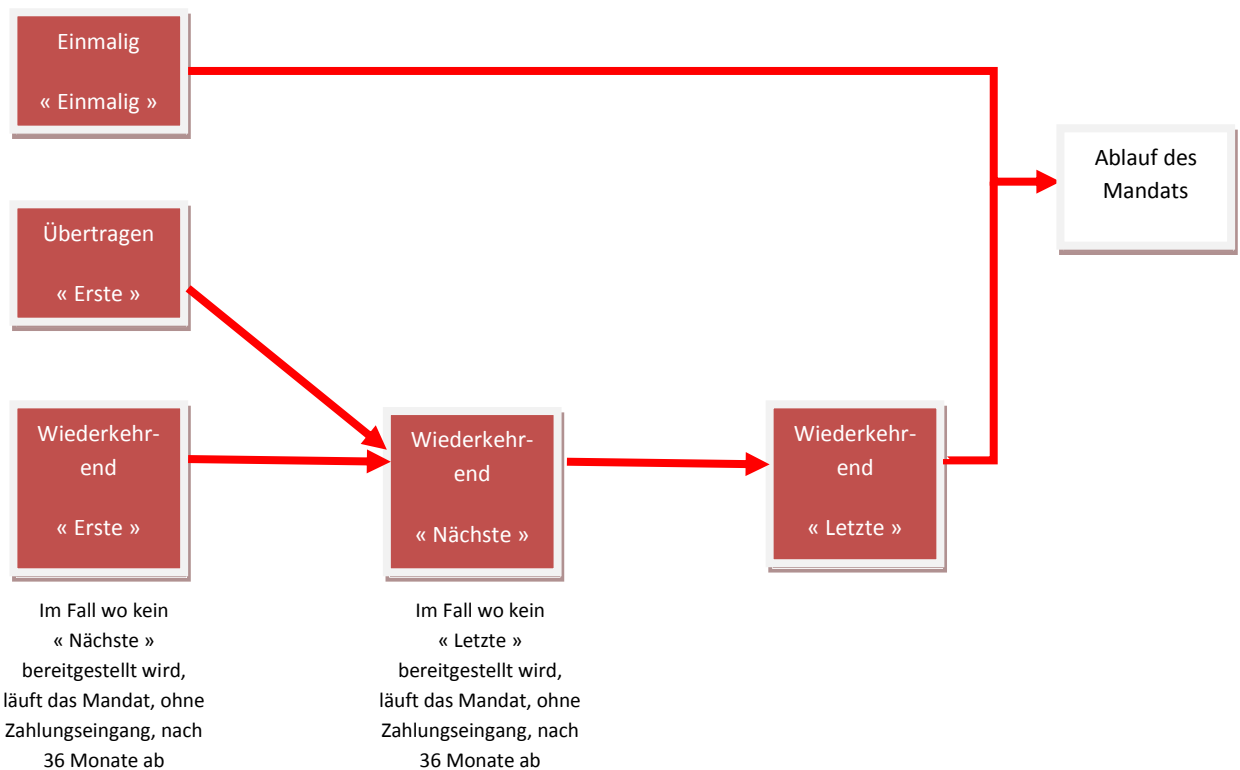 Einmalig
« Einmalig »
Ablauf des
Mandats
Übertragen
« Erste »
Wiederkehr-
end
« Erste »
Wiederkehr-
end
« Nächste »
Wiederkehr-
end
« Letzte »
Im Fall wo kein
« Nächste »
bereitgestellt wird,
läuft das Mandat, ohne
Zahlungseingang, nach
36 Monate ab
Im Fall wo kein
« Letzte »
bereitgestellt wird,
läuft das Mandat, ohne
Zahlungseingang, nach
36 Monate ab